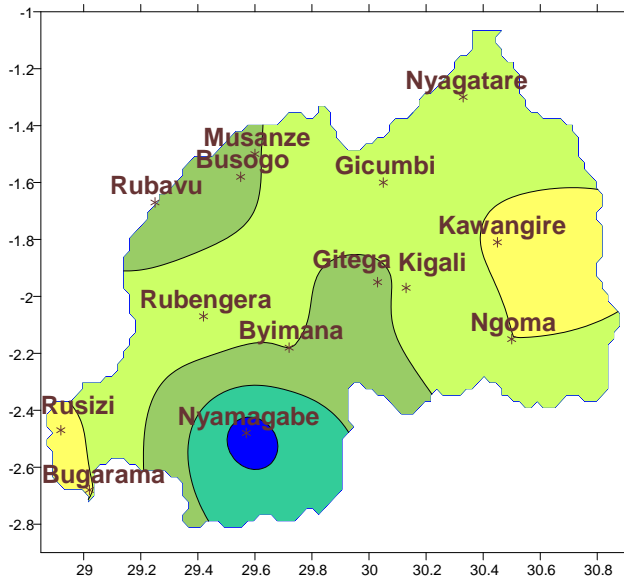 -1
-1.2
-1.4
-1.6
-1.8
-2
-2.2
-2.4
-2.6
-2.8
Nyagatare
Musanze
Busogo
Gicumbi
Rubavu
Kawangire
Gitega
Kigali
Rubengera
Byimana
Ngoma
Rusizi
Nyamagabe
Bugarama
29
29.2
29.4
29.6
29.8
30
30.2
30.4
30.6
30.8